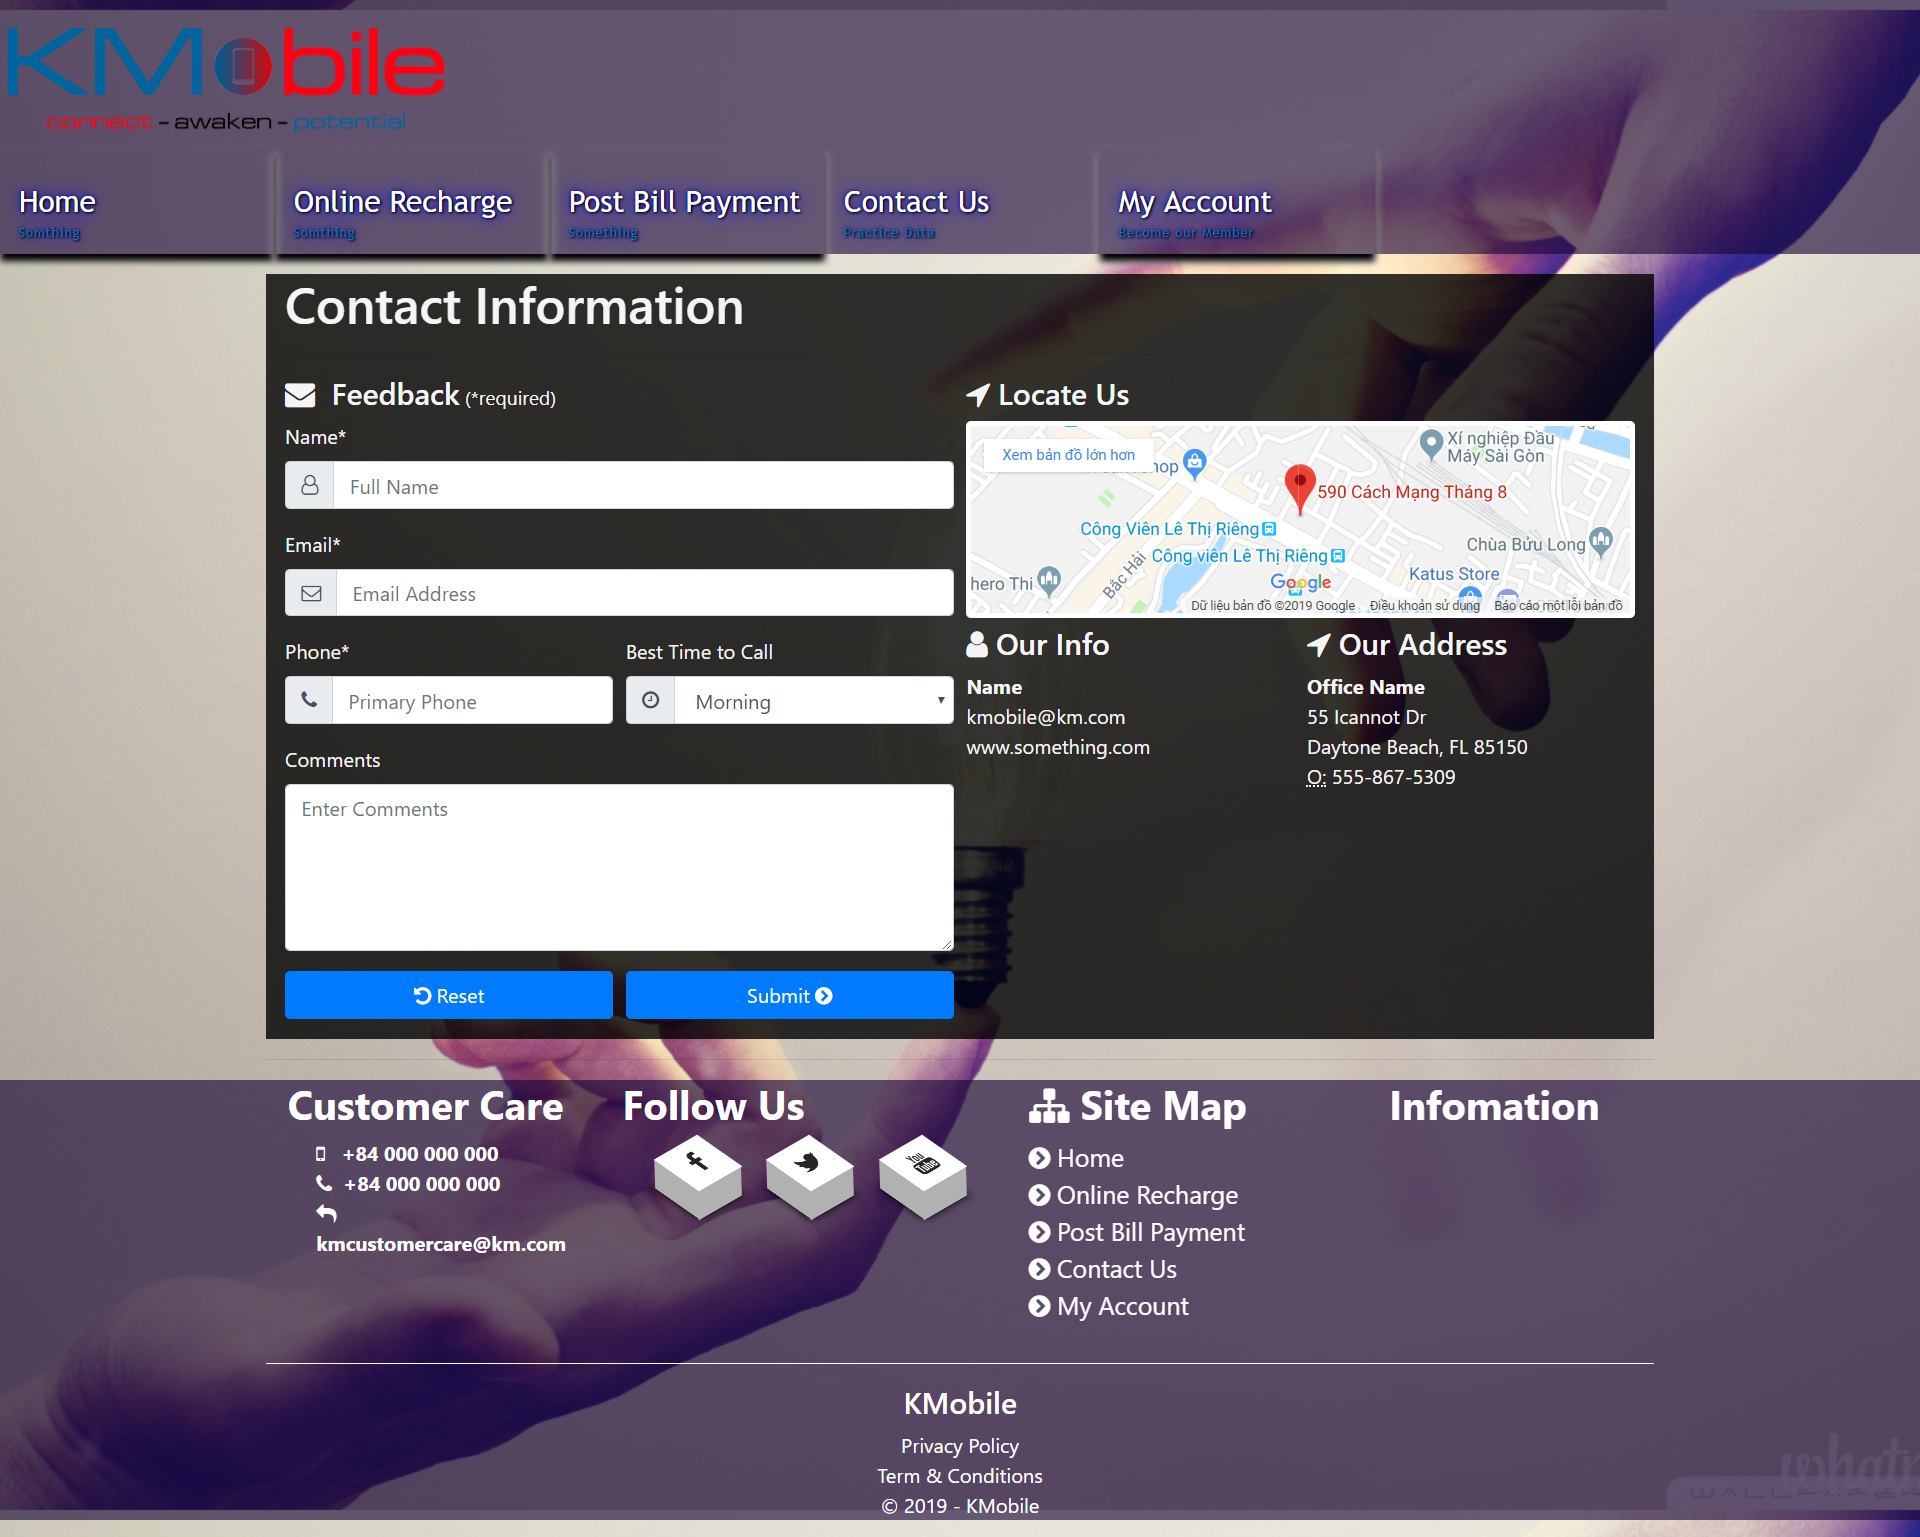 KMobile
connect - awaken - potential
Home
Somthing
Online Recharge
Somthing
Post Bill Payment
Something
Contact Us
Practice Data
My Account
Become our Member
Contact Information
Feedback (*required)
Name*
Full Name
Email*
Email Address
Phone*
Primary Phone
Best Time to Call
Morning
Comments
Enter Comments
Reset
Submit
Locate Us
Xem bản đồ lớn hơn
Xí nghiệp Đầu
Máy Sài Gòn
590 Cách Mạng Tháng 8
Công Viên Lê Thị Riêng
Công viên Lê Thị Riêng
Chùa Bửu Long
Bắc Hải
hero Thi
Katus Store
Google
Dữ liệu bản đồ ©2019 Google
Điều khoản sử dụng
Báo cáo một lỗi bản đồ
Our Info
Name
kmobile@km.com
www.something.com
Our Address
Office Name
55 Icannot Dr
Daytone Beach, FL 85150
O: 555-867-5309
Customer Care
+84 000 000 000
+84 000 000 000
kmcustomercare@km.com
Follow Us
You
Tube
Site Map
Home
Online Recharge
Post Bill Payment
Contact Us
My Account
Infomation
KMobile
Privacy Policy
Term & Conditions
© 2019 - KMobile